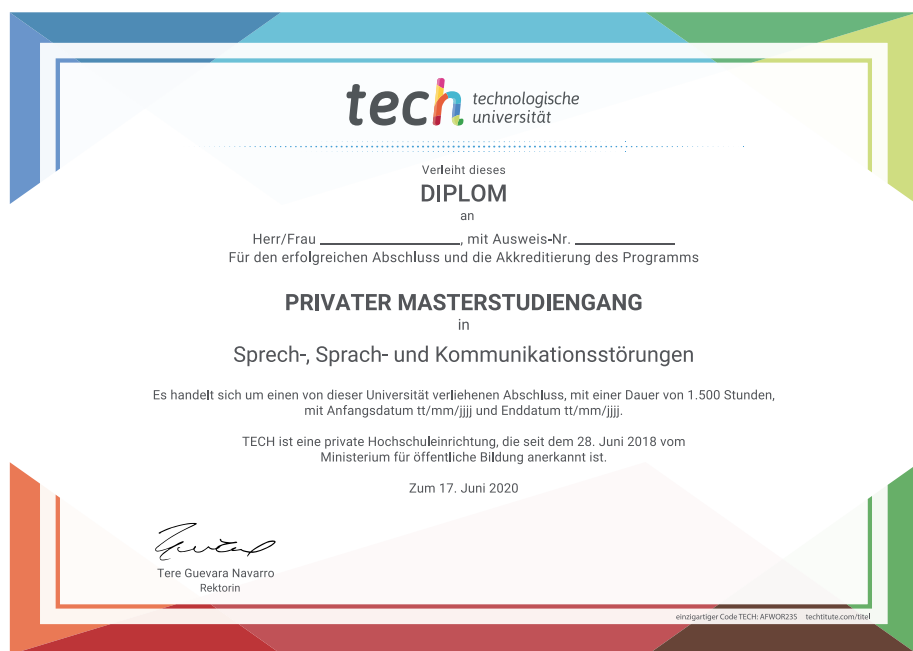 tech technologische
universität
Verleiht dieses
DIPLOM
an
Herr/Frau ____________________, mit Ausweis-Nr. ______________
Für den erfolgreichen Abschluss und die Akkreditierung des Programms
PRIVATER MASTERSTUDIENGANG
in
Sprech-, Sprach- und Kommunikationsstörungen
Es handelt sich um einen von dieser Universität verliehenen Abschluss, mit einer Dauer von 1.500 Stunden,
mit Anfangsdatum tt/mm/jjjj und Enddatum tt/mm/jjjj.
TECH ist eine private Hochschuleinrichtung, die seit dem 28. Juni 2018 vom
Ministerium für öffentliche Bildung anerkannt ist.
Zum 17. Juni 2020
Tere Guevara Navarro
Rektorin
einzigartiger Code TECH: AFWOR23S techtitute.com/titel